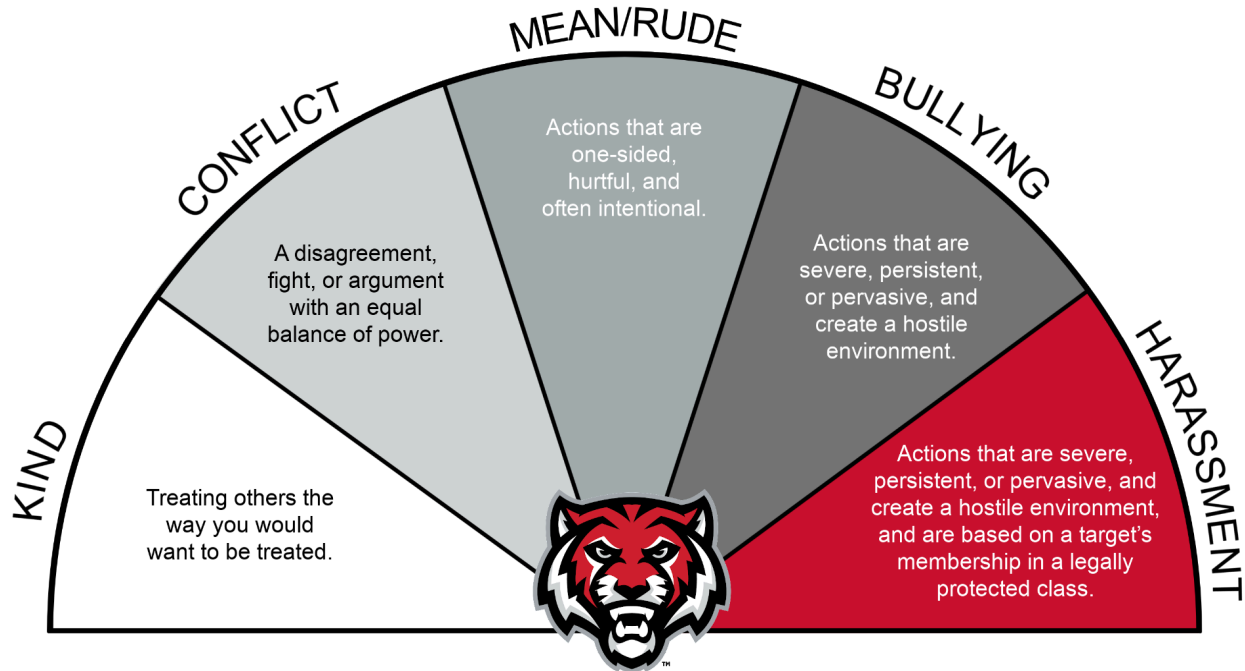 KIND
Treating others the
way you would
want to be treated.
CONFLICT
A disagreement,
fight, or argument
with an equal
balance of power.
MEAN/RUDE
Actions that are
one-sided,
hurtful, and
often intentional.
BULLYING
Actions that are
severe, persistent,
or pervasive, and
create a hostile
environment.
HARASSMENT
Actions that are severe,
persistent, or pervasive, and
create a hostile environment,
and are based on a target's
membership in a legally
protected class.
TM